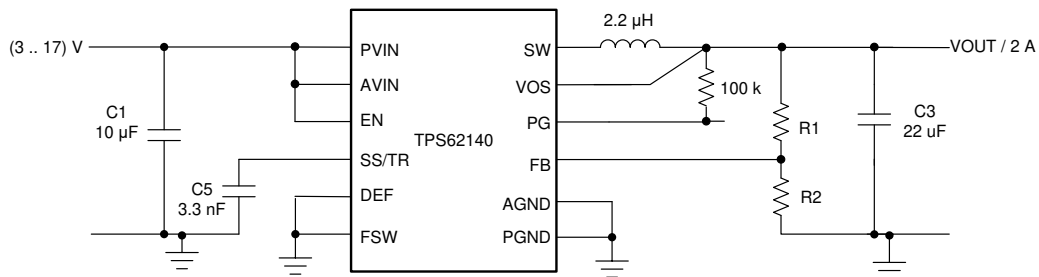 2.2 µH
(3 .. 17) V
PVIN
SW
VOUT / 2 A
AVIN
VOS
100 k
C1
10 µF
EN
PG
C3
22 uF
TPS62140
R1
SS/TR
FB
C5
3.3 nF
DEF
AGND
R2
FSW
PGND